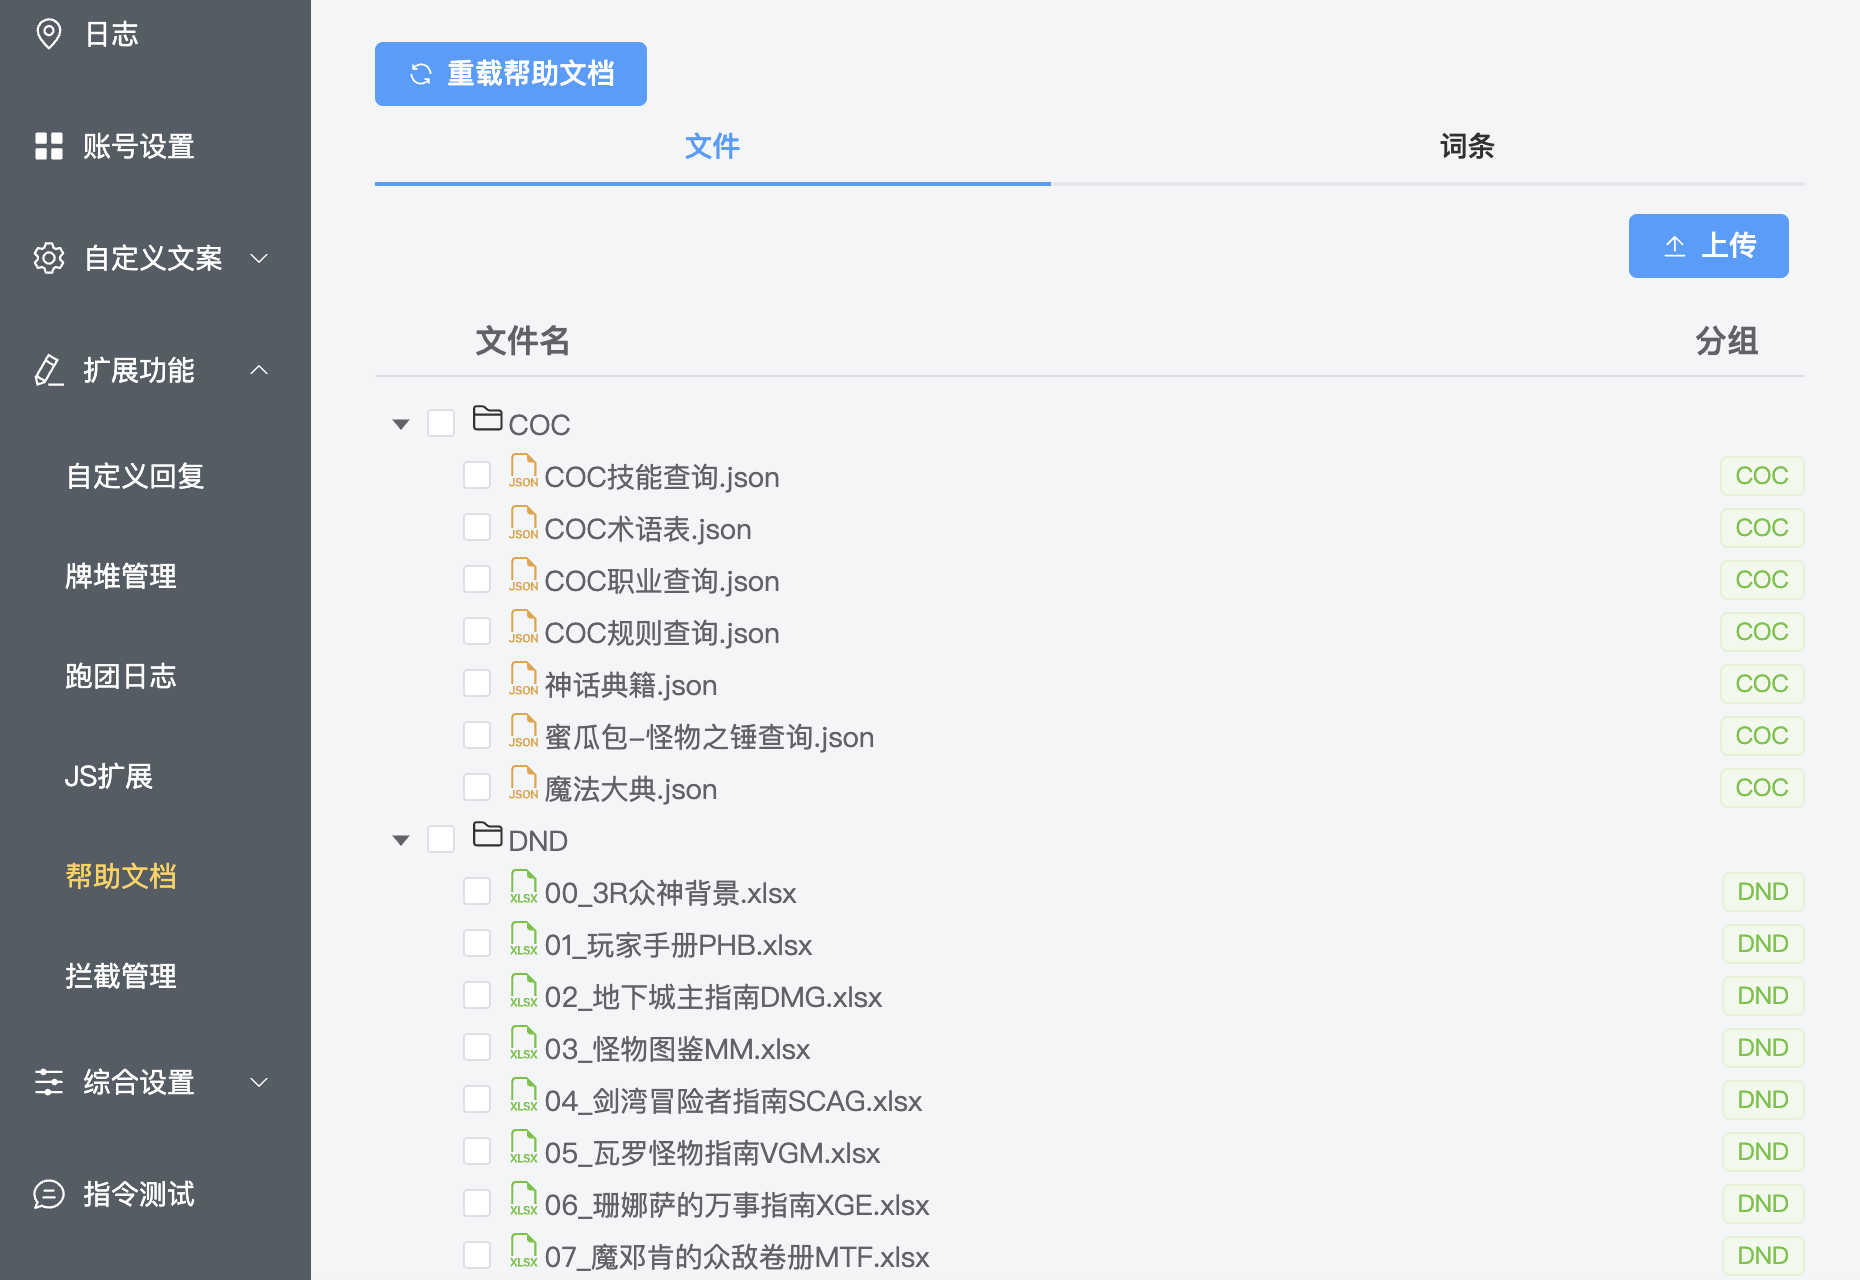 日志
账号设置
自定义文案
扩展功能
自定义回复
牌堆管理
跑团日志
JS扩展
帮助文档
拦截管理
综合设置
指令测试
重载帮助文档
文件 词条
上传
文件名 分组
COC
JSON COC技能查询.json COC
JSON COC术语表.json COC
JSON COC职业查询.json COC
JSON COC规则查询.json COC
JSON 神话典籍.json COC
JSON 蜜瓜包-怪物之锤查询.json COC
JSON 魔法大典.json COC
DND
XLSX 00_3R众神背景.xlsx DND
XLSX 01_玩家手册PHB.xlsx DND
XLSX 02_地下城主指南DMG.xlsx DND
XLSX 03_怪物图鉴MM.xlsx DND
XLSX 04_剑湾冒险者指南SCAG.xlsx DND
XLSX 05_瓦罗怪物指南VGM.xlsx DND
XLSX 06_珊娜萨的万事指南XGE.xlsx DND
XLSX 07_魔邓肯的众敌卷册MTF.xlsx DND